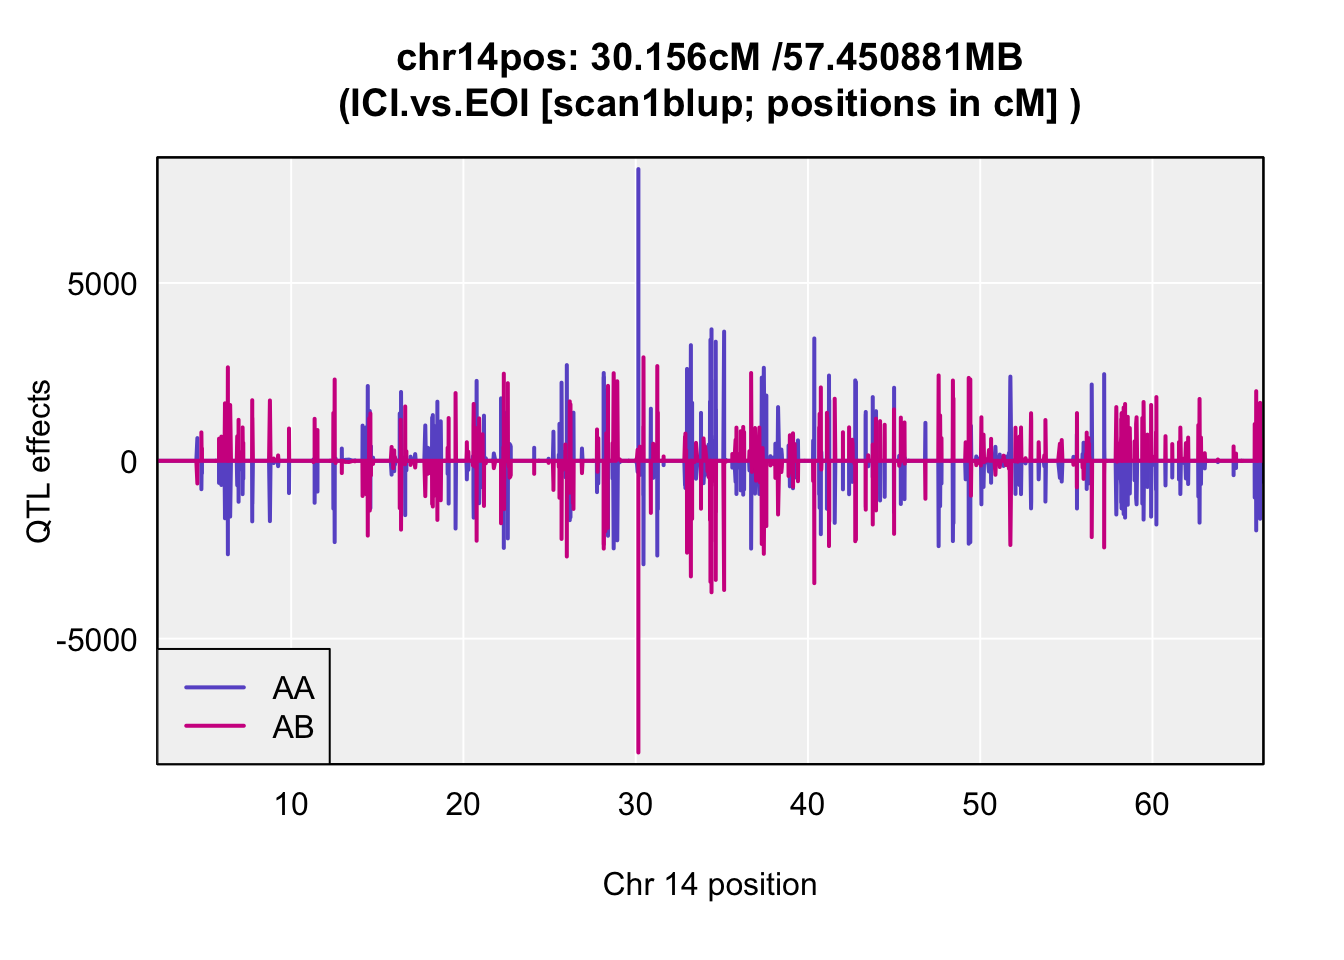 chr14pos: 30.156cM /57.450881MB
(ICI.vs.EOI [scan1blup; positions in cM] )
QTL effects
5000
0
-5000
AA
AB
10 20 30 40 50 60
Chr 14 position